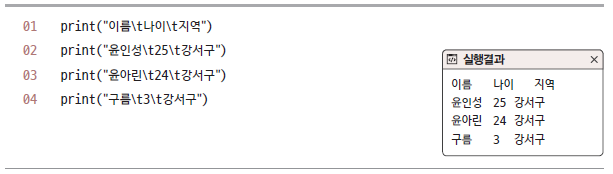 01 print("이름\t나이\t지역")
02 print("윤인성\t25\t강서구")
03 print("윤아린\t24\t강서구")
04 print("구름\t3\t강서구")
실행결과
이름 나이 지역
윤인성 25 강서구
윤아린 24 강서구
구름 3 강서구